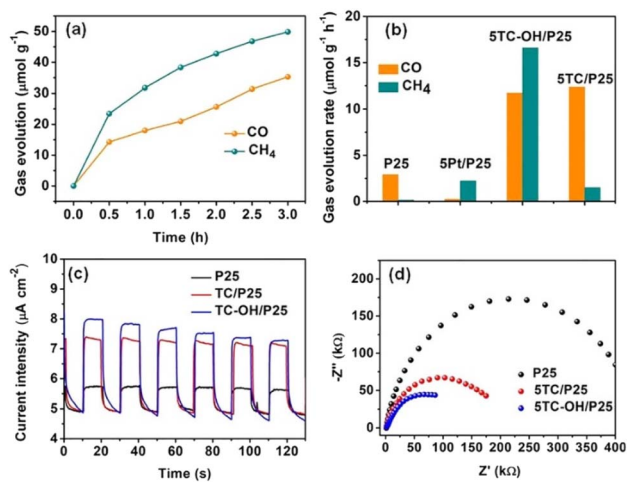 (a)
Gas evolution (μmol g⁻¹)
50
40
30
20
10
0
CO
CH₄
0.0 0.5 1.0 1.5 2.0 2.5 3.0
Time (h)
(b)
Gas evolution rate (μmol g⁻¹ h⁻¹)
20
15
10
5
0
CO
CH₄
5TC-OH/P25
5TC/P25
P25
5Pt/P25
(c)
Current intensity (μA cm⁻²)
11
10
9
8
7
6
5
4
P25
TC/P25
TC-OH/P25
0 20 40 60 80 100 120
Time (s)
(d)
-Z'' (kΩ)
200
150
100
50
0
P25
5TC/P25
5TC-OH/P25
0 50 100 150 200 250 300 350 400
Z' (kΩ)